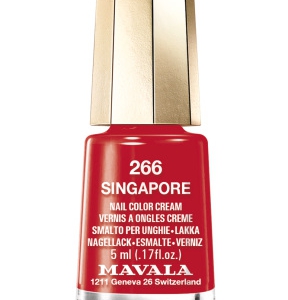 266
SINGAPORE
NAIL COLOR CREAM
VERNIS A ONGLES CREME
SMALTO PER UNGHIE•LAKKA
NAGELLACK•ESMALTE•VERNIZ
5 ml (.17fl.oz.)
MAVALA
1211 Geneva 26 Switzerland